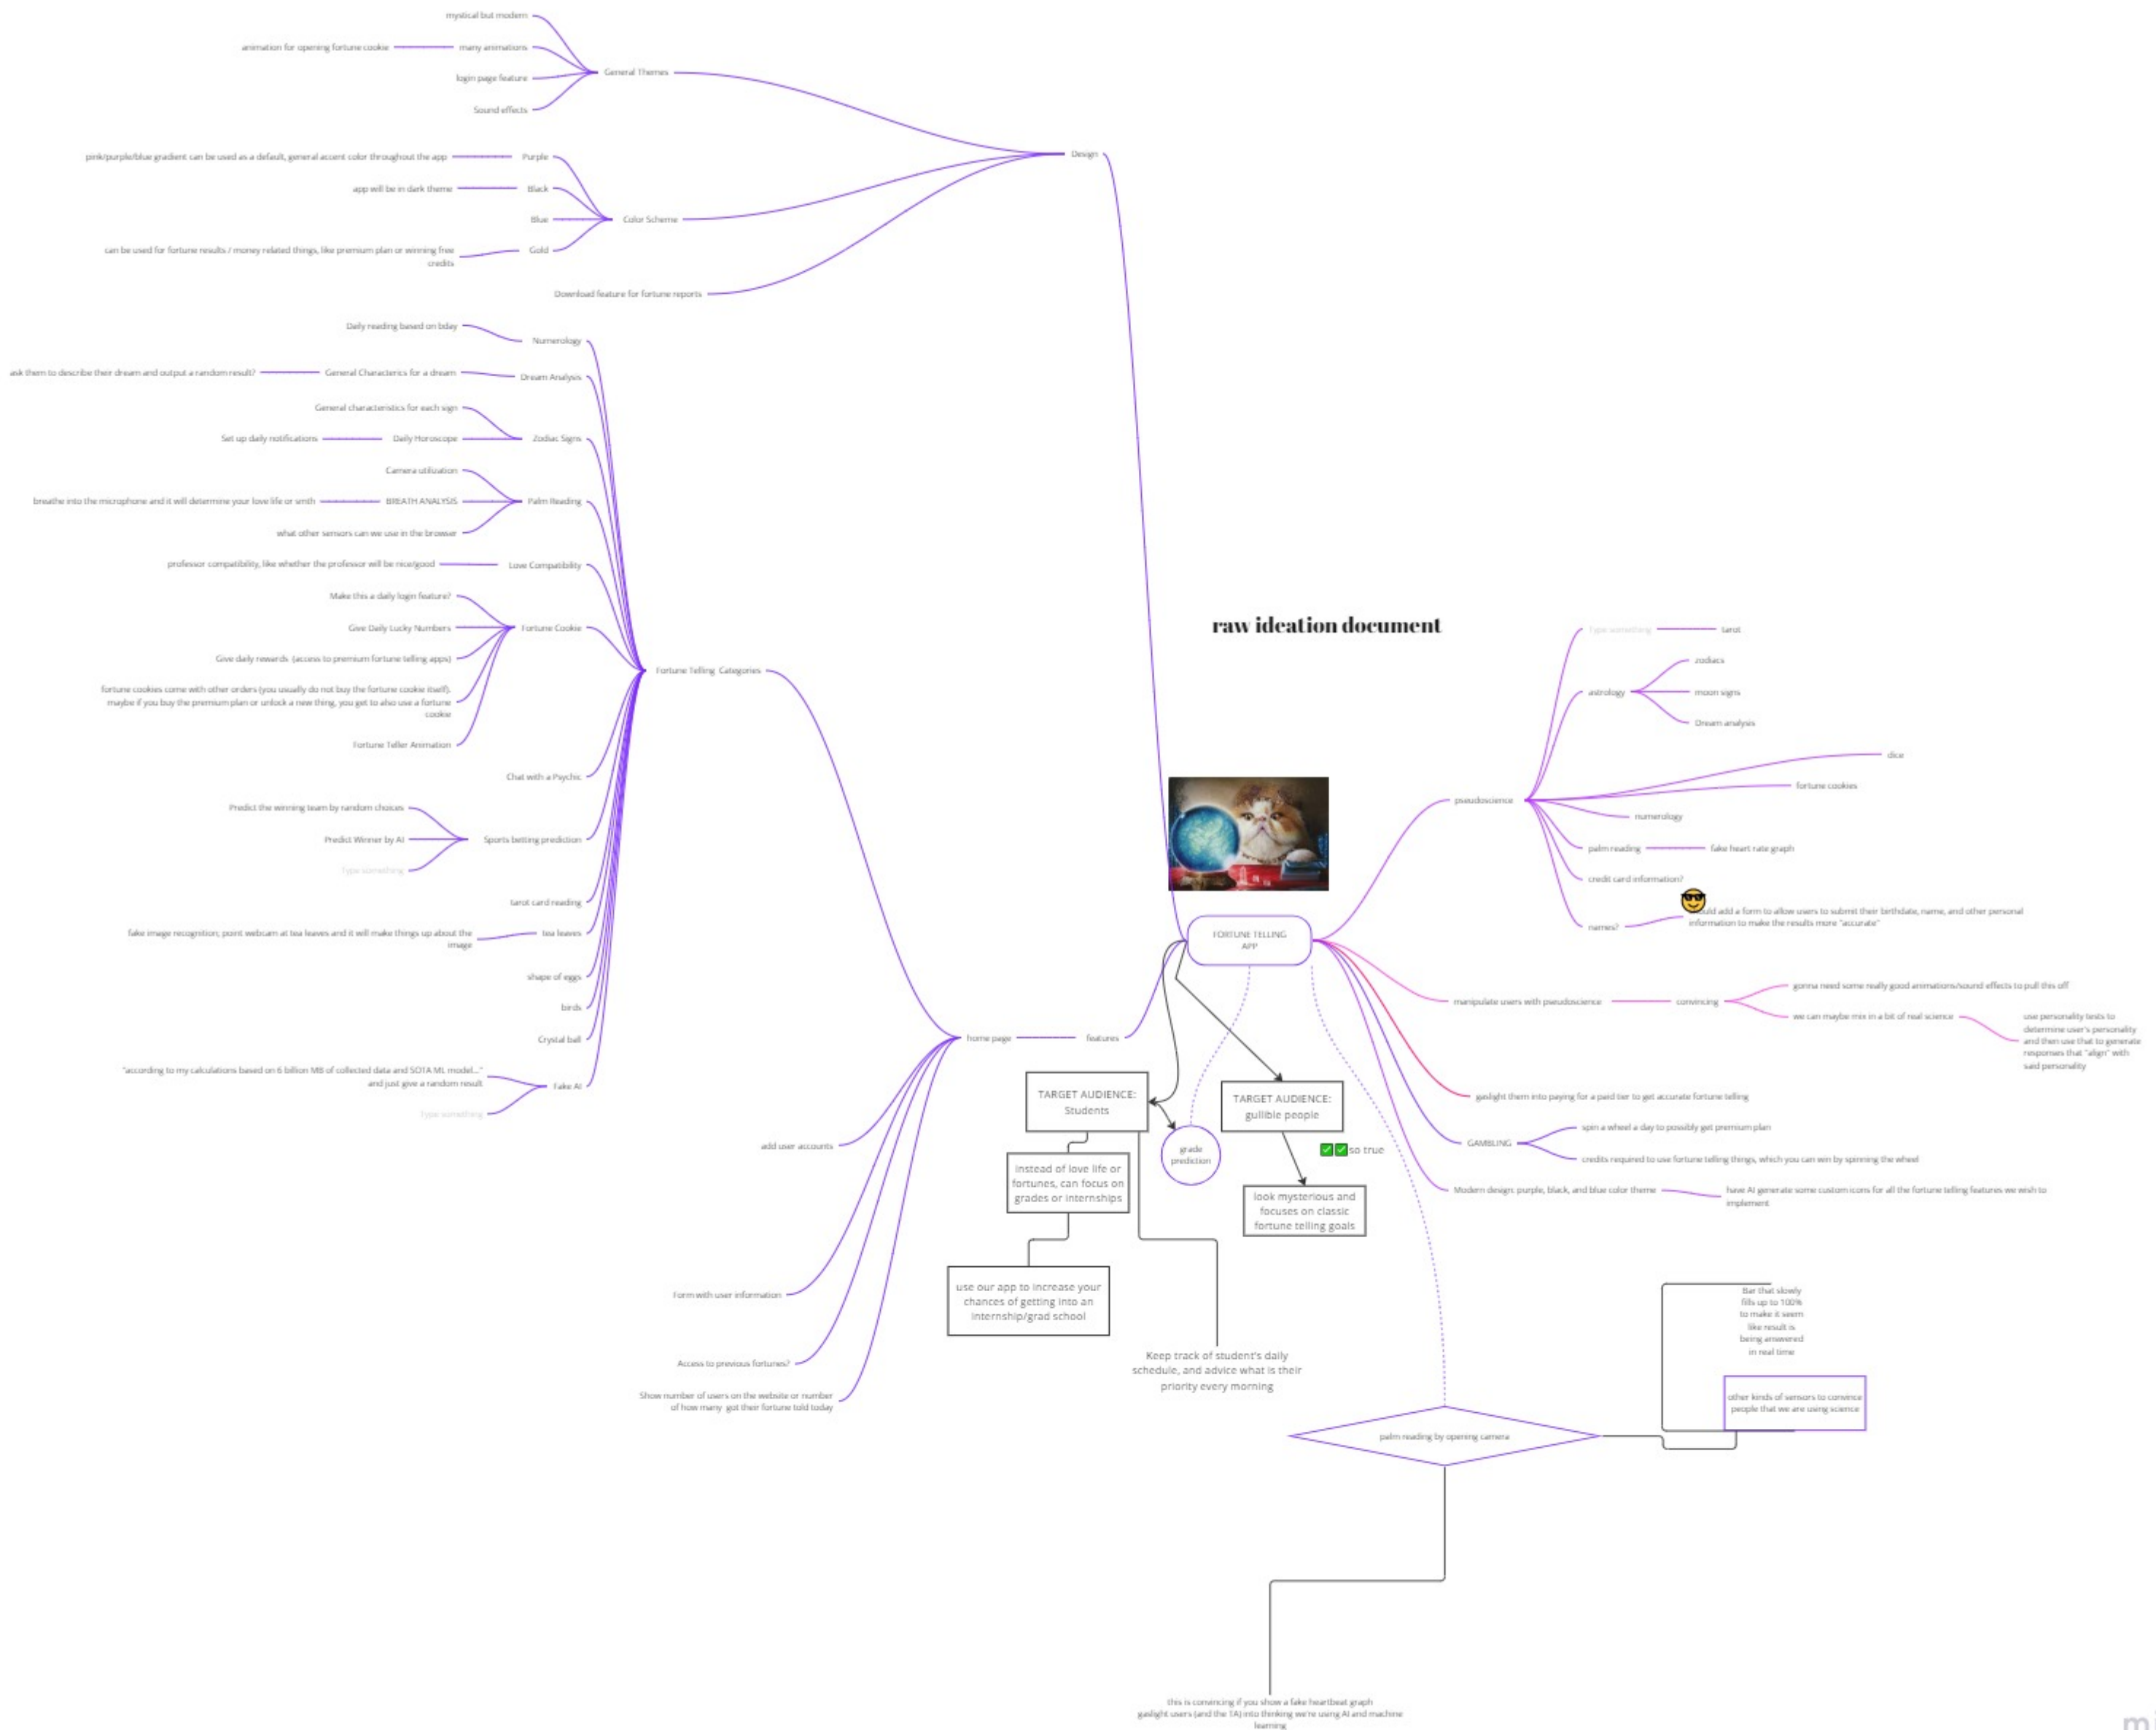 mystical but modern
animation for opening fortune cookie
many animations
login page feature
Sound effects
General Themes
pink/purple/blue gradient can be used as a default, general accent color throughout the app
Purple
app will be in dark theme
Black
Blue
can be used for fortune results / money related things, like premium plan or winning free
credits
Gold
Color Scheme
Download feature for fortune reports
Design
Daily reading based on bday
Numerology
ask them to describe their dream and output a random result?
General Characterics for a dream
Dream Analysis
General characteristics for each sign
Set up daily notifications
Daily Horoscope
Zodiac Signs
Camera utilization
breathe into the microphone and it will determine your love life or smth
BREATH ANALYSIS
what other sensors can we use in the browser
Palm Reading
professor compatibility, like whether the professor will be nice/good
Love Compatibility
Make this a daily login feature?
Give Daily Lucky Numbers
Give daily rewards (access to premium fortune telling apps)
fortune cookies come with other orders (you usually do not buy the fortune cookie itself).
maybe if you buy the premium plan or unlock a new thing, you get to also use a fortune
cookie
Fortune Teller Animation
Fortune Cookie
Chat with a Psychic
Predict the winning team by random choices
Predict Winner by AI
Type something
Sports betting prediction
tarot card reading
fake image recognition; point webcam at tea leaves and it will make things up about the
image
tea leaves
shape of eggs
birds
Crystal ball
"according to my calculations based on 6 billion MB of collected data and SOTA ML model..."
and just give a random result
Type something
Fake AI
Fortune Telling Categories
home page
features
add user accounts
Form with user information
Access to previous fortunes?
Show number of users on the website or number
of how many got their fortune told today
raw ideation document
FORTUNE TELLING
APP
TARGET AUDIENCE:
Students
instead of love life or
fortunes, can focus on
grades or internships
use our app to increase your
chances of getting into an
internship/grad school
Keep track of student's daily
schedule, and advice what is their
priority every morning
grade
prediction
TARGET AUDIENCE:
gullible people
so true
look mysterious and
focuses on classic
fortune telling goals
pseudoscience
Type something
tarot
astrology
zodiacs
moon signs
Dream analysis
dice
fortune cookies
numerology
palm reading
fake heart rate graph
credit card information?
names?
add a form to allow users to submit their birthdate, name, and other personal
information to make the results more "accurate"
manipulate users with pseudoscience
convincing
gonna need some really good animations/sound effects to pull this off
we can maybe mix in a bit of real science
use personality tests to
determine user's personality
and then use that to generate
responses that "align" with
said personality
gaslight them into paying for a paid tier to get accurate fortune telling
GAMBLING
spin a wheel a day to possibly get premium plan
credits required to use fortune telling things, which you can win by spinning the wheel
Modern design: purple, black, and blue color theme
have AI generate some custom icons for all the fortune telling features we wish to
implement
Bar that slowly
fills up to 100%
to make it seem
like result is
being answered
in real time
other kinds of sensors to convince
people that we are using science
palm reading by opening camera
this is convincing if you show a fake heartbeat graph
gaslight users (and the TA) into thinking we're using AI and machine
learning